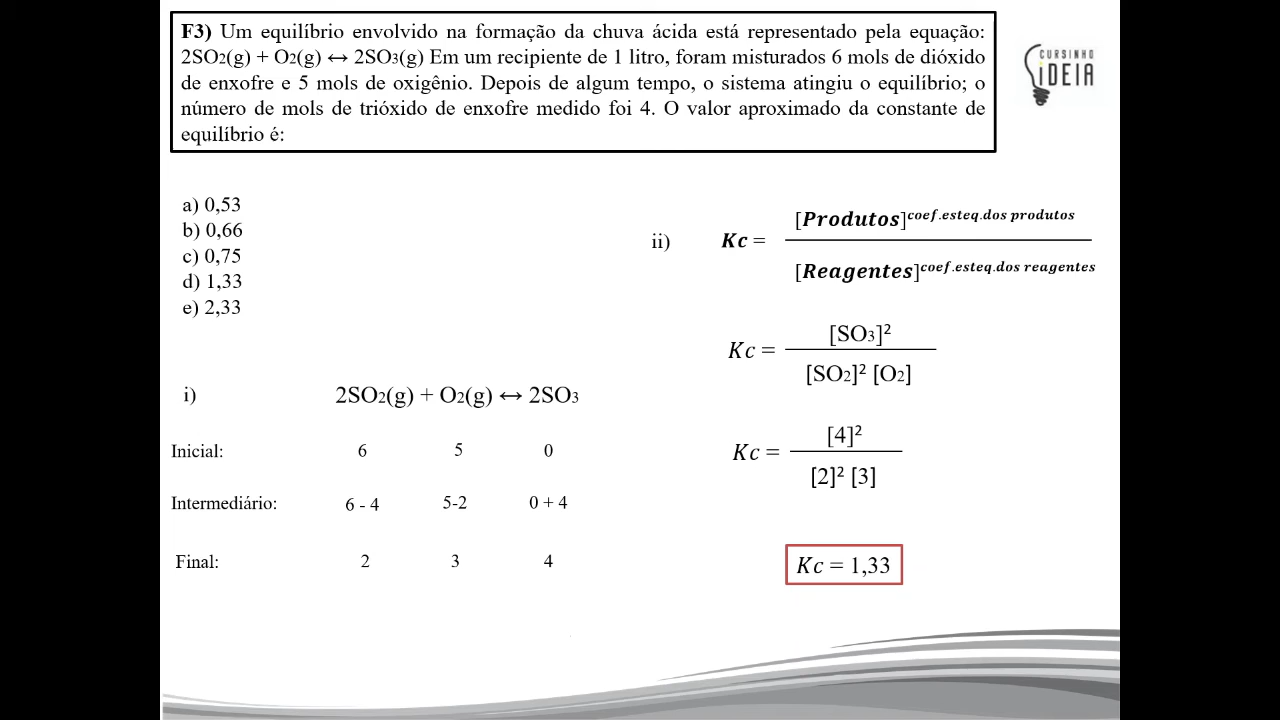 F3) Um equilíbrio envolvido na formação da chuva ácida está representado pela equação:
2SO₂(g) + O₂(g) ↔ 2SO₃(g) Em um recipiente de 1 litro, foram misturados 6 mols de dióxido
de enxofre e 5 mols de oxigênio. Depois de algum tempo, o sistema atingiu o equilíbrio; o
número de mols de trióxido de enxofre medido foi 4. O valor aproximado da constante de
equilíbrio é:
CURSINHO
iDEIA
a) 0,53
b) 0,66
c) 0,75
d) 1,33
e) 2,33
i) 2SO₂(g) + O₂(g) ↔ 2SO₃
Inicial: 6 5 0
Intermediário: 6 - 4 5-2 0 + 4
Final: 2 3 4
[Produtos]^coef.esteq.dos produtos
ii) Kc =
[Reagentes]^coef.esteq.dos reagentes
[SO₃]²
Kc =
[SO₂]² [O₂]
[4]²
Kc =
[2]² [3]
Kc = 1,33